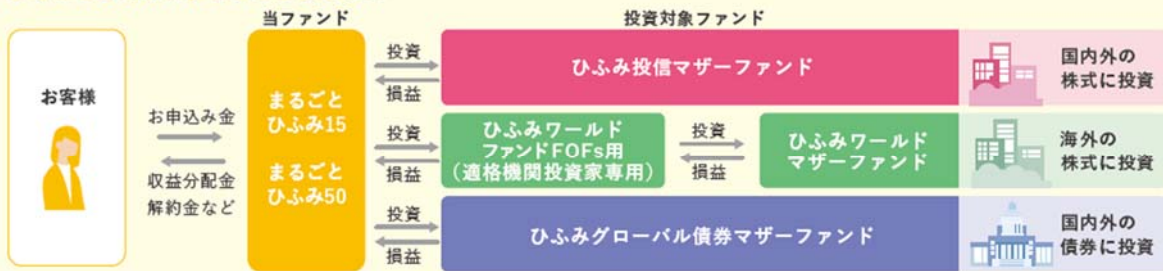 当ファンド
投資対象ファンド
お客様
お申込み金
収益分配金
解約金など
まるごと
ひふみ15
まるごと
ひふみ50
投資
損益
ひふみ投信マザーファンド
国内外の
株式に投資
投資
損益
ひふみワールド
ファンドFOFs用
(適格機関投資家専用)
投資
損益
ひふみワールド
マザーファンド
海外の
株式に投資
投資
損益
ひふみグローバル債券マザーファンド
国内外の
債券に投資